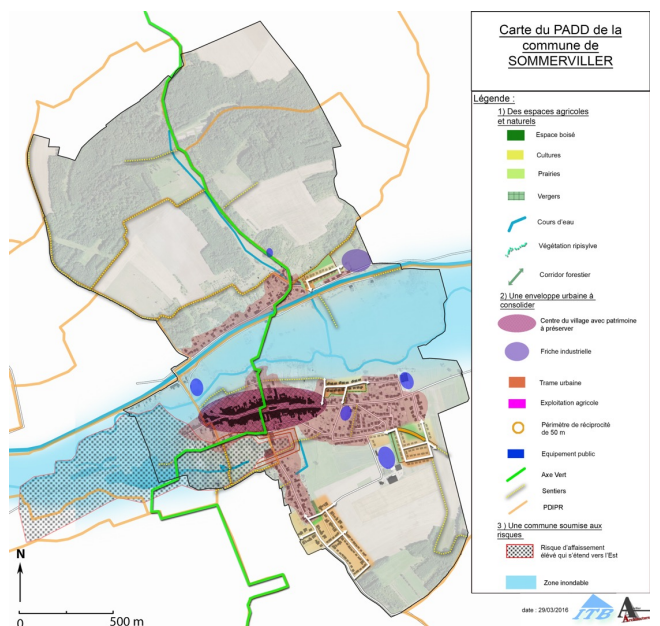 Carte du PADD de la
commune de
SOMMERVILLER
Légende :
1) Des espaces agricoles
et naturels
Espace boisé
Cultures
Prairies
Vergers
Cours d'eau
Végétation ripisylve
Corridor forestier
2) Une enveloppe urbaine à
consolider
Centre du village avec patrimoine
à préserver
Friche industrielle
Trame urbaine
Exploitation agricole
Périmètre de réciprocité
de 50 m
Equipement public
Axe Vert
Sentiers
PDIPR
3 ) Une commune soumise aux
risques
Risque d'affaissement
élévé qui s'étend vers l'Est
Zone inondable
date : 29/03/2016
ITB
N
0 500 m